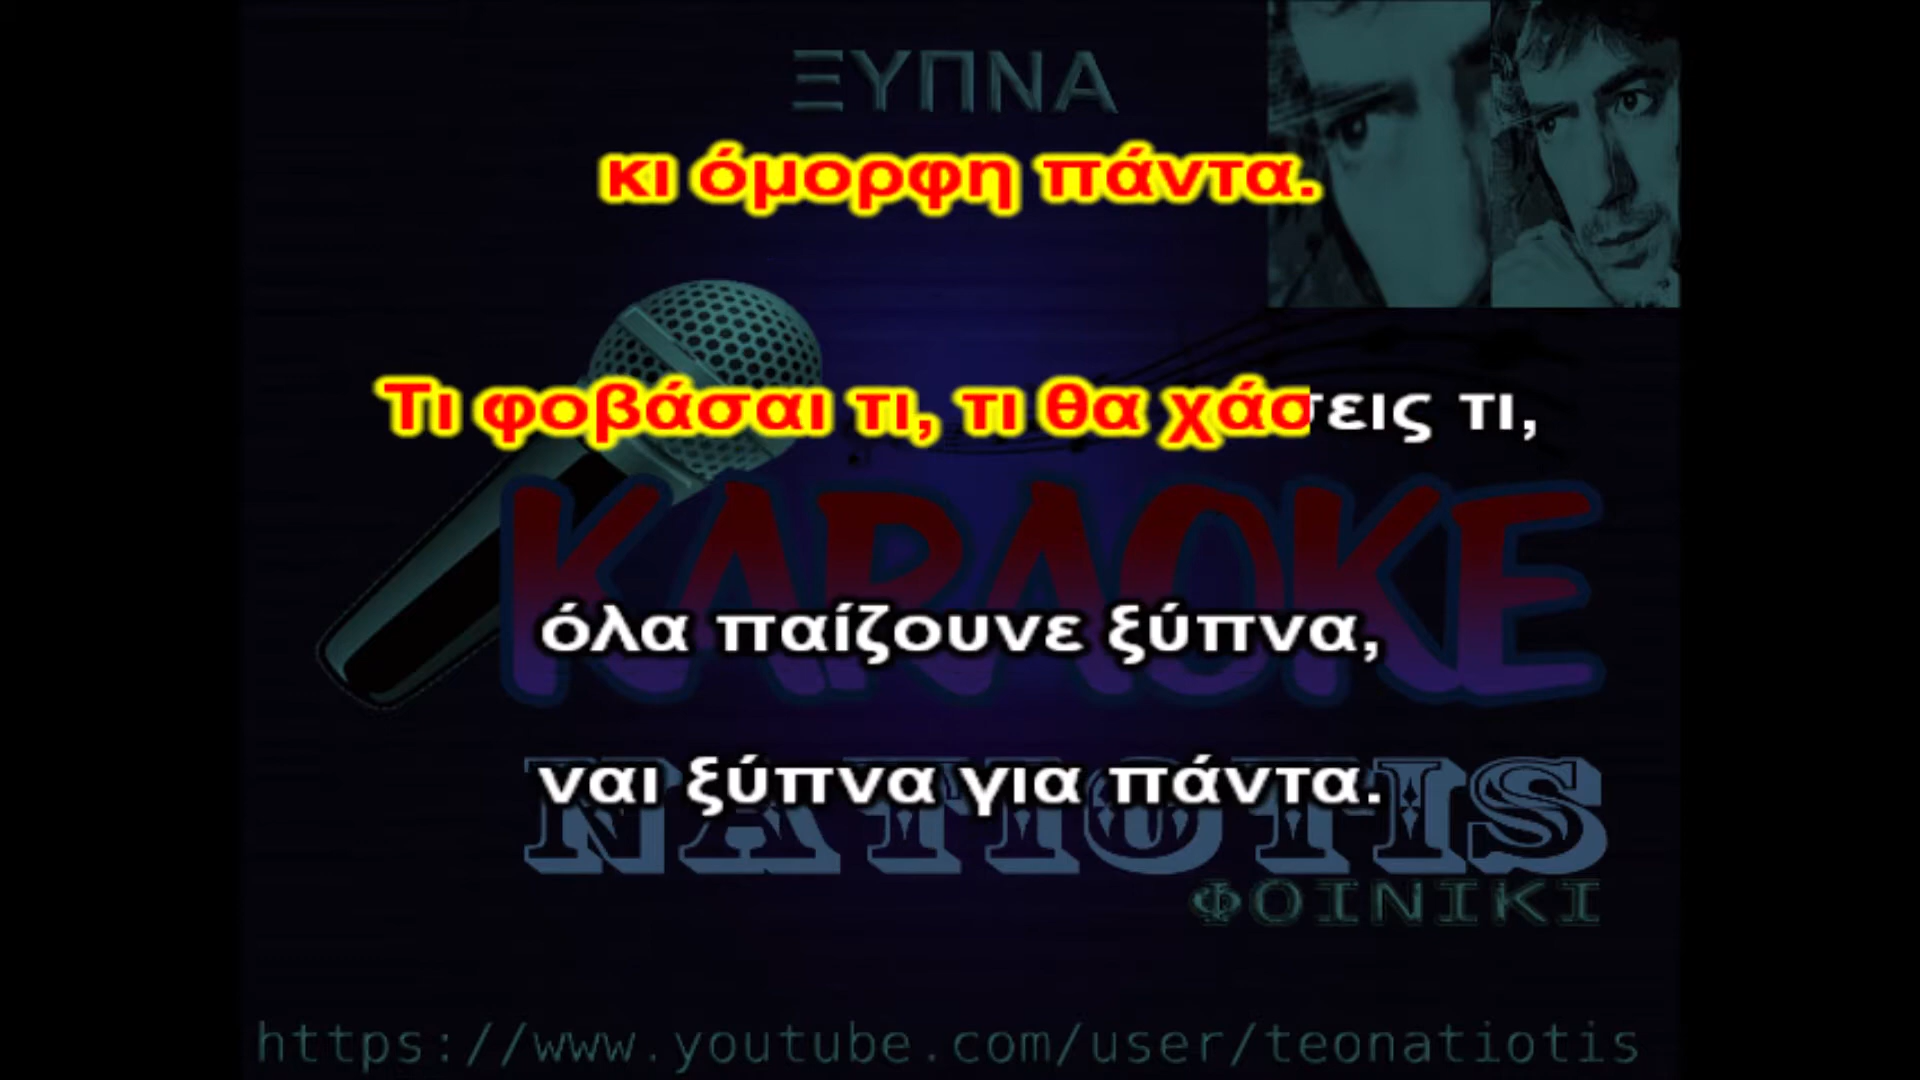 ΞΥΠΝΑ
κι όμορφη πάντα.
Τι φοβάσαι τι, τι θα χάσεις τι,
KARAOKE
όλα παίζουνε ξύπνα,
ναι ξύπνα για πάντα.
NATIOTIS
ΦΟΙΝΙΚΙ
https://www.youtube.com/user/teonatiotis